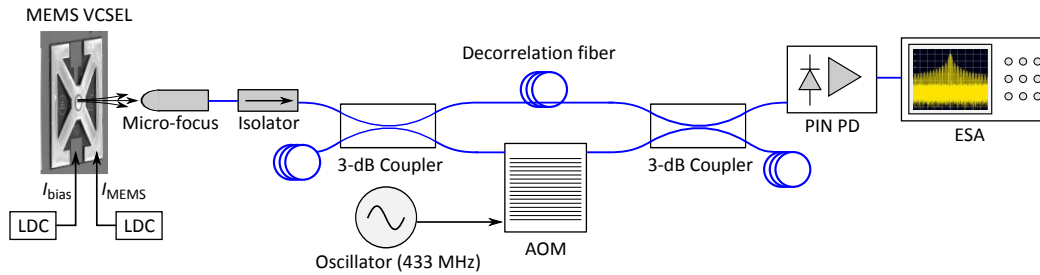 MEMS VCSEL
Decorrelation fiber
Micro-focus
Isolator
3-dB Coupler
3-dB Coupler
PIN PD
ESA
Ibias
IMEMS
LDC
LDC
AOM
Oscillator (433 MHz)